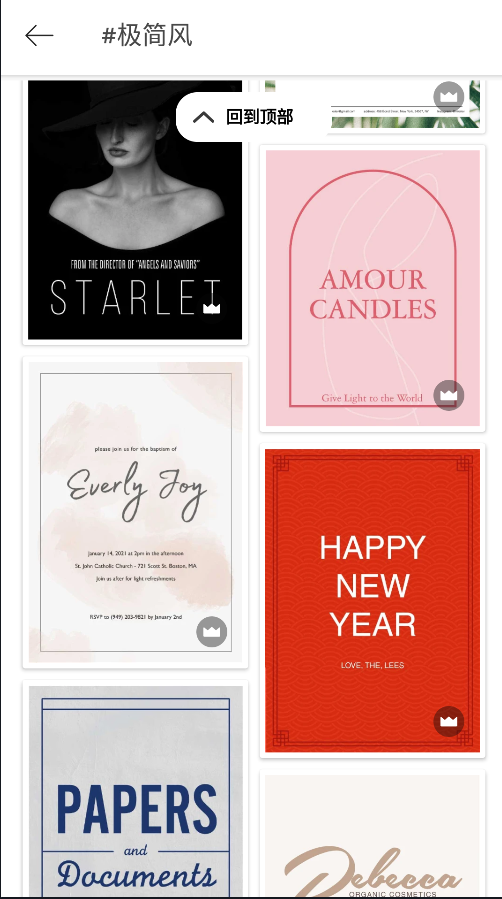 #极简风
回到顶部
FROM THE DIRECTOR OF "ANGELS AND SAVIORS"
STARLET
AMOUR
CANDLES
Give Light to the World
please join us for the baptism of
Everly Joy
January 14, 2021 at 2pm in the afternoon
St. John Catholic Church - 721 Scott St. Boston, MA
Join us after for light refreshments
RSVP to (949) 203-9821 by January 2nd
HAPPY
NEW
YEAR
LOVE, THE, LEES
PAPERS
and
Documents
Rebecca
ORGANIC COSMETICS